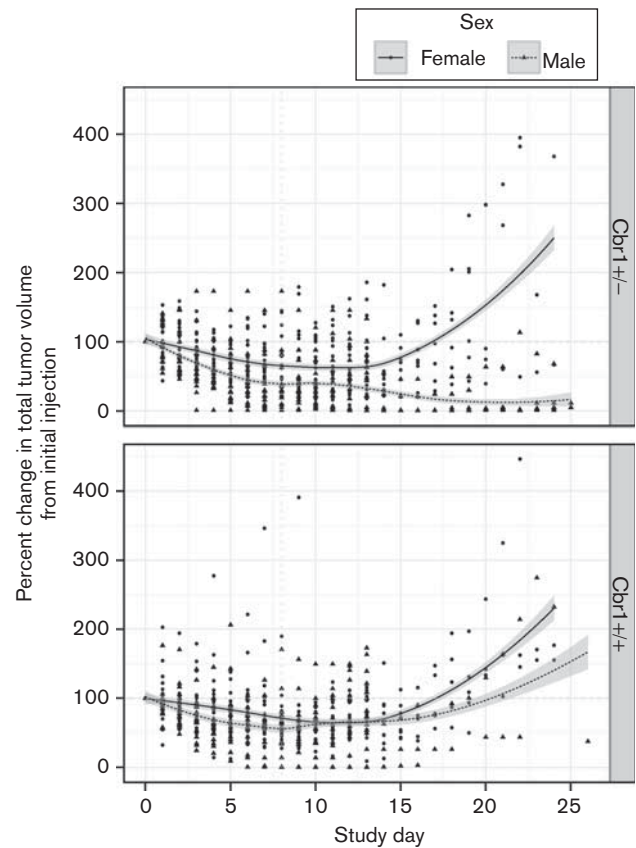 Sex
Female
Male
400
300
200
100
0
Cbr1+/−
400
300
200
100
0
Cbr1+/+
Percent change in total tumor volume
from initial injection
0
5
10
15
20
25
Study day